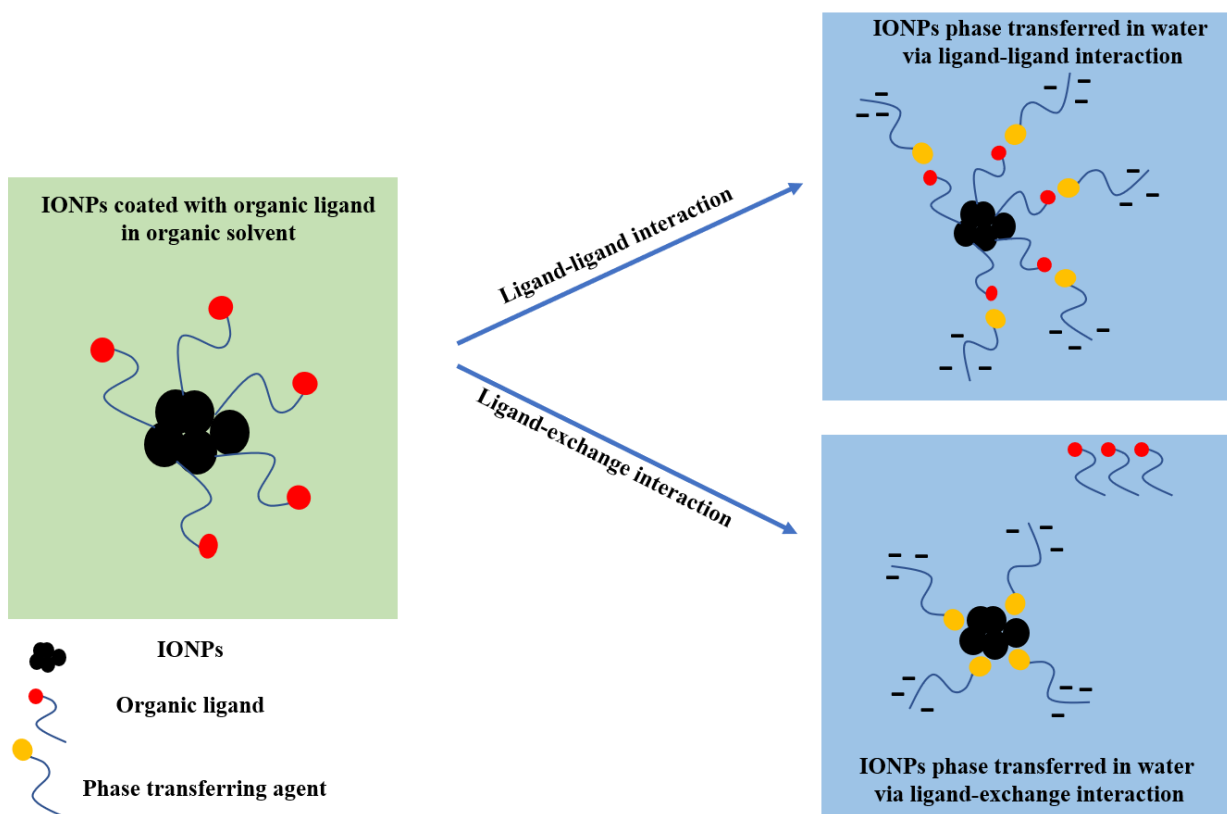 IONPs coated with organic ligand
in organic solvent
IONPs
Organic ligand
Phase transferring agent
Ligand-ligand interaction
Ligand-exchange interaction
IONPs phase transferred in water
via ligand-ligand interaction
IONPs phase transferred in water
via ligand-exchange interaction